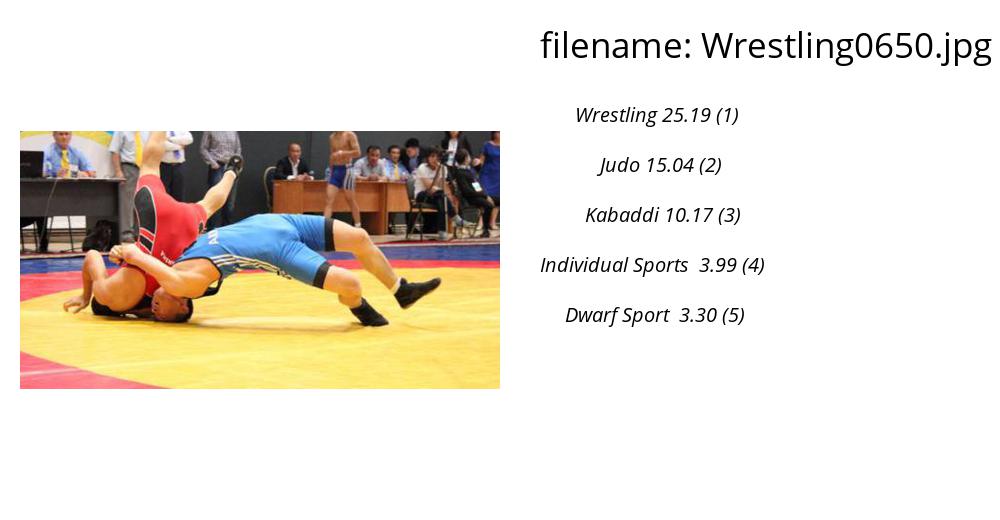 filename: Wrestling0650.jpg
Wrestling 25.19 (1)
Judo 15.04 (2)
Kabaddi 10.17 (3)
Individual Sports 3.99 (4)
Dwarf Sport 3.30 (5)